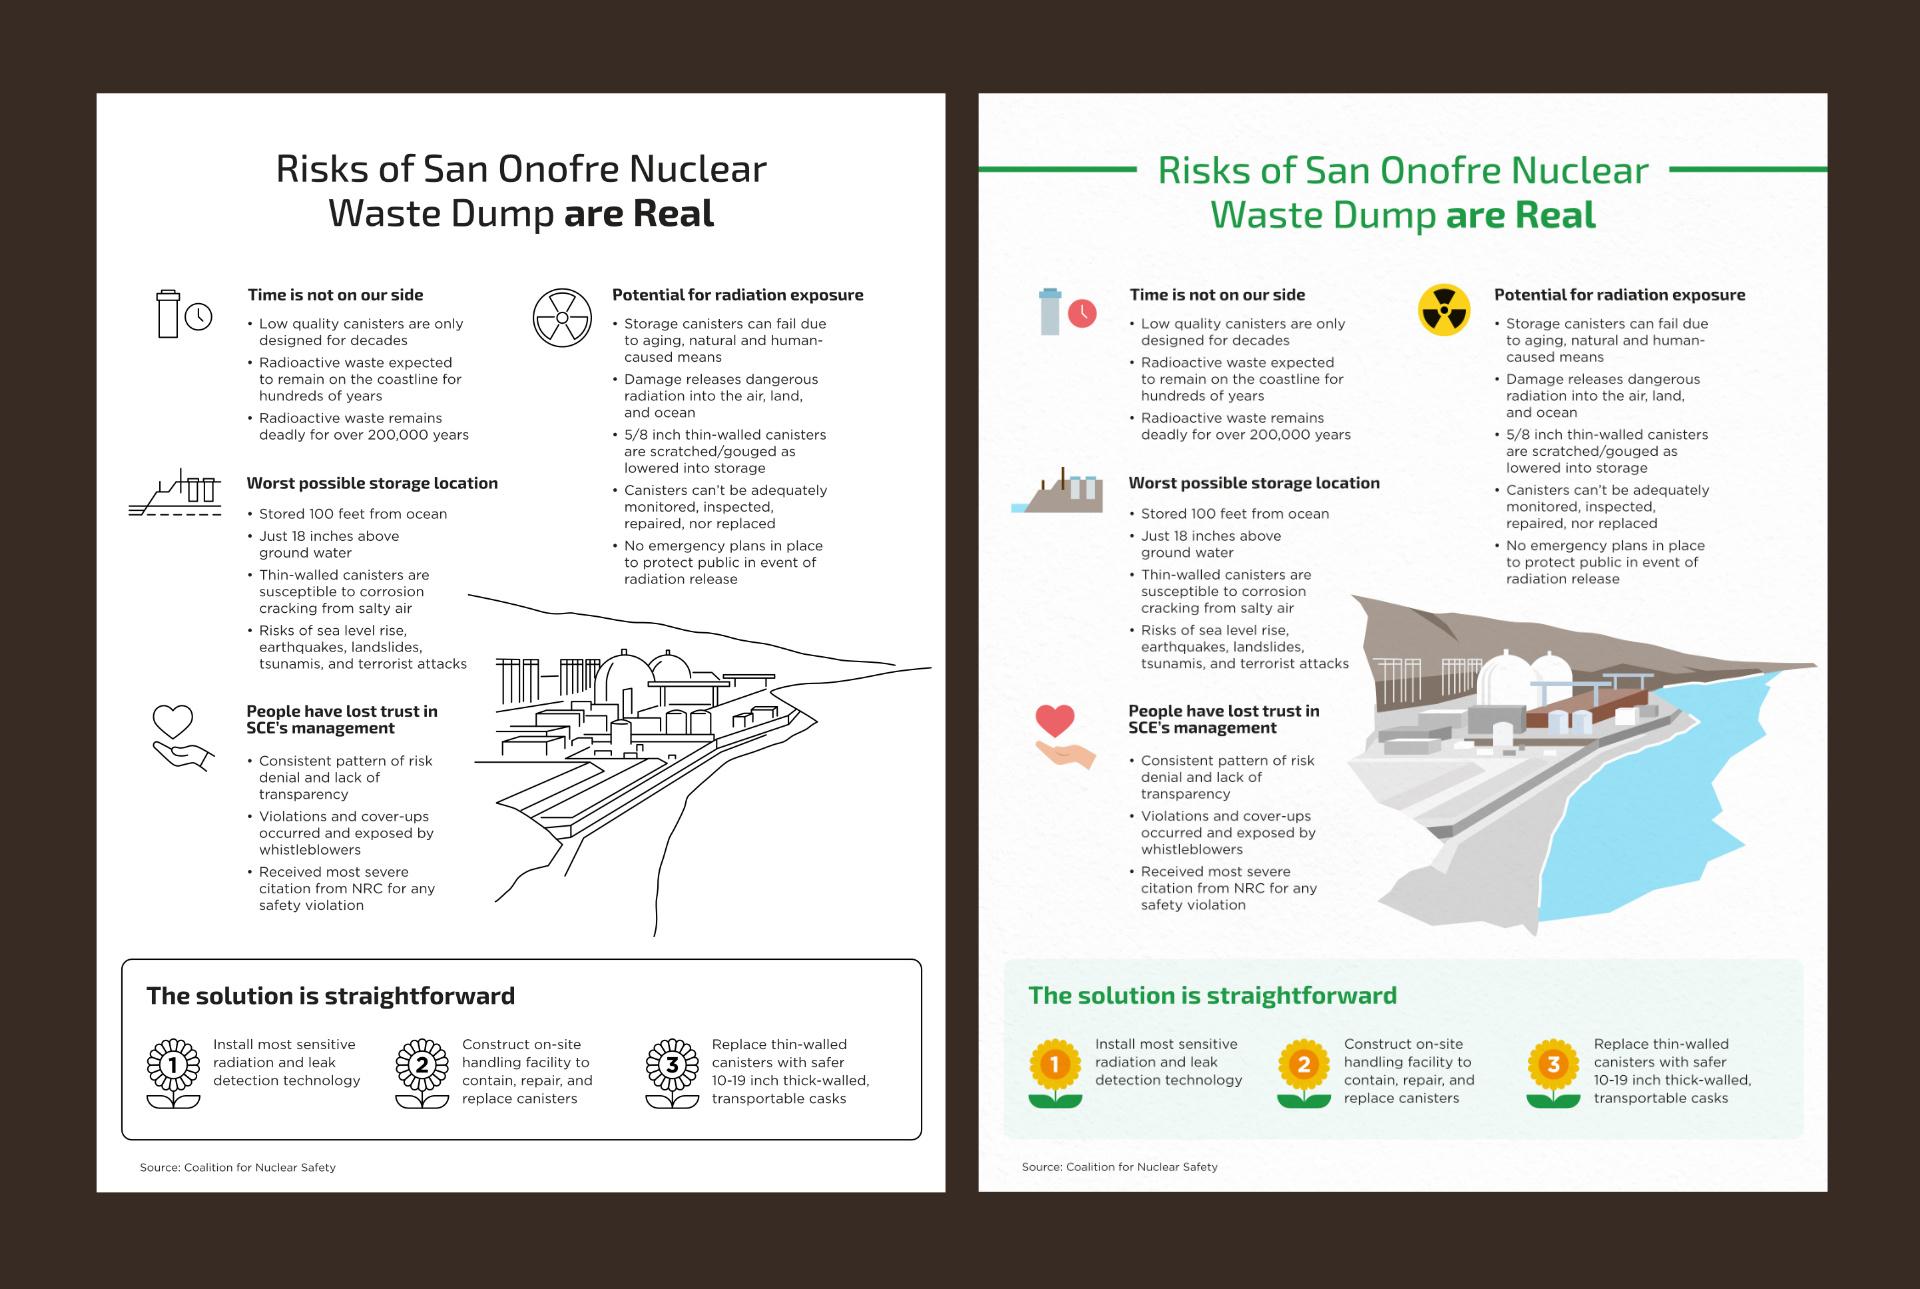 Risks of San Onofre Nuclear
Waste Dump are Real
Time is not on our side
• Low quality canisters are only
designed for decades
• Radioactive waste expected
to remain on the coastline for
hundreds of years
• Radioactive waste remains
deadly for over 200,000 years
Worst possible storage location
• Stored 100 feet from ocean
• Just 18 inches above
ground water
• Thin-walled canisters are
susceptible to corrosion
cracking from salty air
• Risks of sea level rise,
earthquakes, landslides,
tsunamis, and terrorist attacks
People have lost trust in
SCE's management
• Consistent pattern of risk
denial and lack of
transparency
• Violations and cover-ups
occurred and exposed by
whistleblowers
• Received most severe
citation from NRC for any
safety violation
Potential for radiation exposure
• Storage canisters can fail due
to aging, natural and human-
caused means
• Damage releases dangerous
radiation into the air, land,
and ocean
• 5/8 inch thin-walled canisters
are scratched/gouged as
lowered into storage
• Canisters can't be adequately
monitored, inspected,
repaired, nor replaced
• No emergency plans in place
to protect public in event of
radiation release
The solution is straightforward
1
Install most sensitive
radiation and leak
detection technology
2
Construct on-site
handling facility to
contain, repair, and
replace canisters
3
Replace thin-walled
canisters with safer
10-19 inch thick-walled,
transportable casks
Source: Coalition for Nuclear Safety
Risks of San Onofre Nuclear
Waste Dump are Real
Time is not on our side
• Low quality canisters are only
designed for decades
• Radioactive waste expected
to remain on the coastline for
hundreds of years
• Radioactive waste remains
deadly for over 200,000 years
Worst possible storage location
• Stored 100 feet from ocean
• Just 18 inches above
ground water
• Thin-walled canisters are
susceptible to corrosion
cracking from salty air
• Risks of sea level rise,
earthquakes, landslides,
tsunamis, and terrorist attacks
People have lost trust in
SCE's management
• Consistent pattern of risk
denial and lack of
transparency
• Violations and cover-ups
occurred and exposed by
whistleblowers
• Received most severe
citation from NRC for any
safety violation
Potential for radiation exposure
• Storage canisters can fail due
to aging, natural and human-
caused means
• Damage releases dangerous
radiation into the air, land,
and ocean
• 5/8 inch thin-walled canisters
are scratched/gouged as
lowered into storage
• Canisters can't be adequately
monitored, inspected,
repaired, nor replaced
• No emergency plans in place
to protect public in event of
radiation release
The solution is straightforward
1
Install most sensitive
radiation and leak
detection technology
2
Construct on-site
handling facility to
contain, repair, and
replace canisters
3
Replace thin-walled
canisters with safer
10-19 inch thick-walled,
transportable casks
Source: Coalition for Nuclear Safety